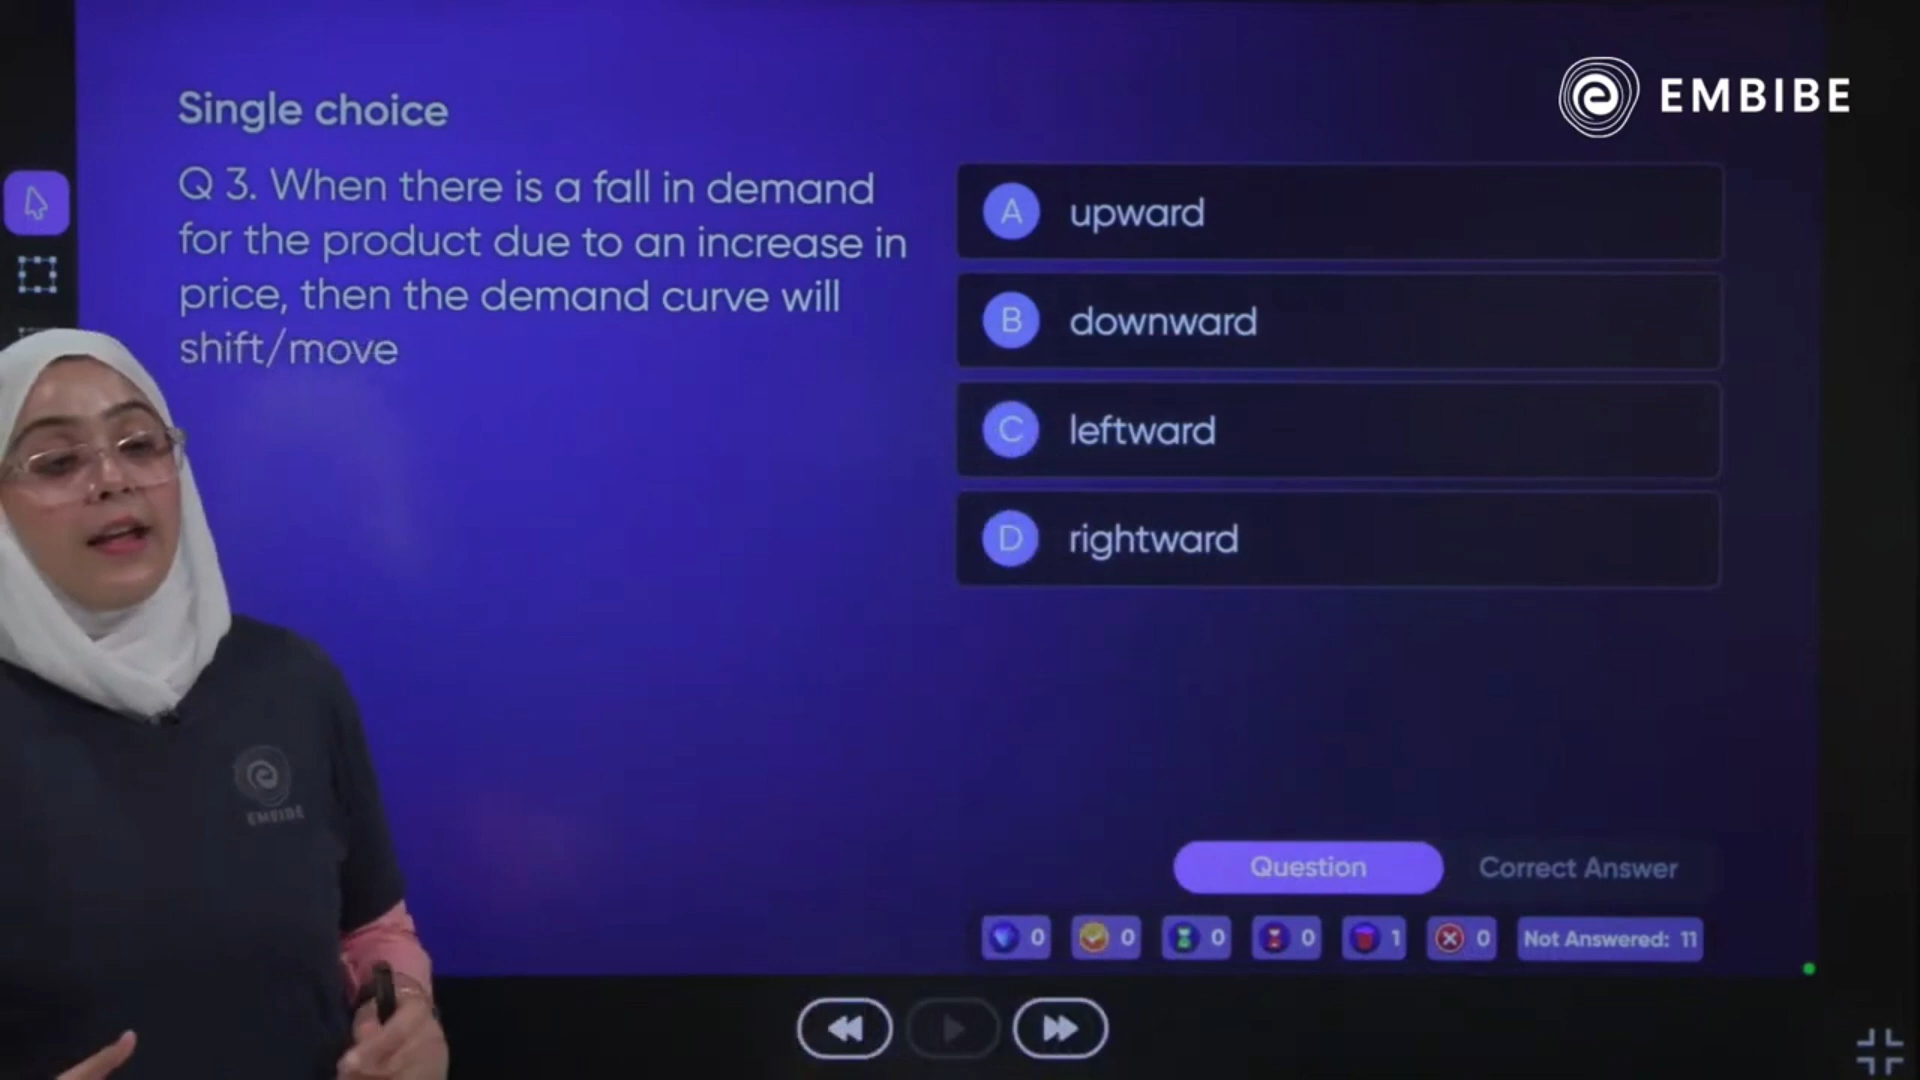 EMBIBE
Single choice
Q 3. When there is a fall in demand
for the product due to an increase in
price, then the demand curve will
shift/move
A upward
B downward
C leftward
D rightward
EMBIBE
Question Correct Answer
0 0 0 0 1 0 Not Answered: 11